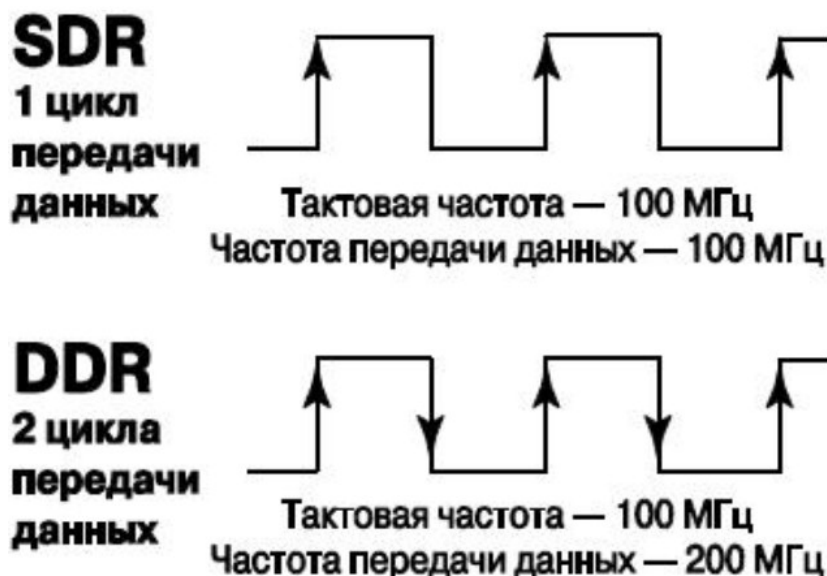 SDR
1 цикл
передачи
данных
Тактовая частота — 100 МГц
Частота передачи данных — 100 МГц
DDR
2 цикла
передачи
данных
Тактовая частота — 100 МГц
Частота передачи данных — 200 МГц